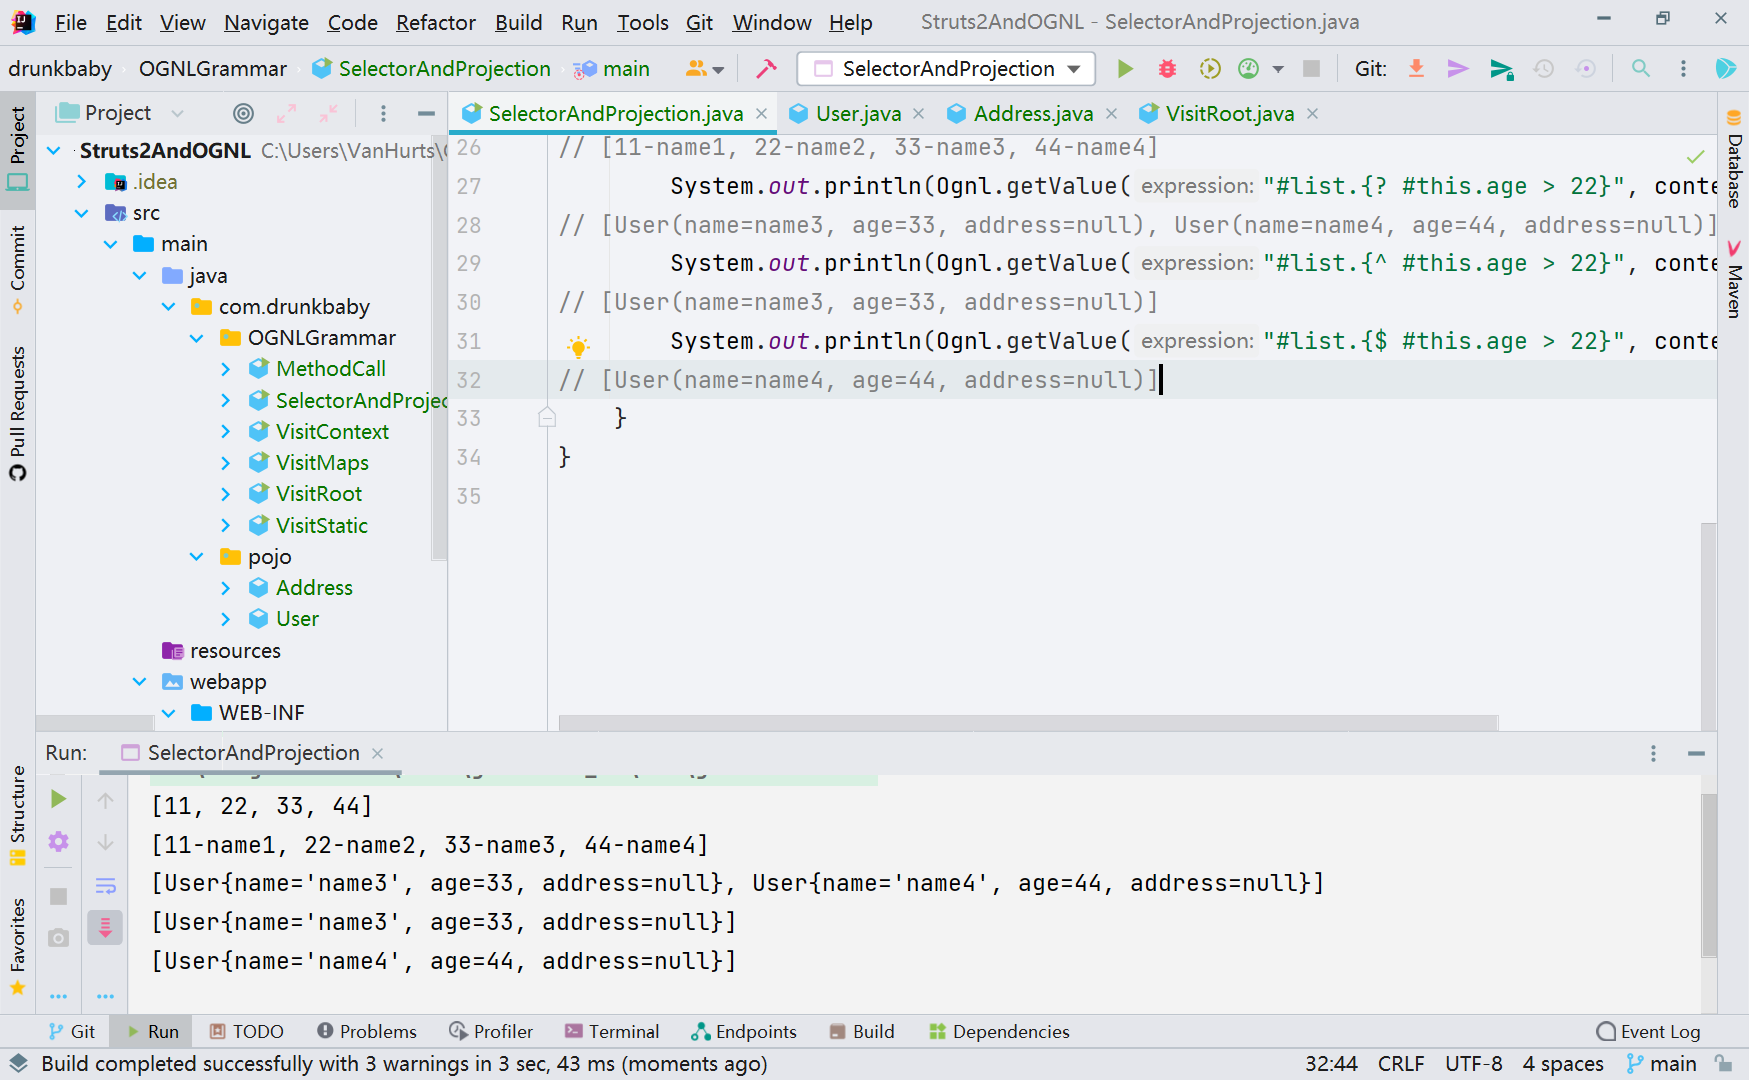 File Edit View Navigate Code Refactor Build Run Tools Git Window Help Struts2AndOGNL - SelectorAndProjection.java
drunkbaby OGNLGrammar SelectorAndProjection main SelectorAndProjection Git:
Project
SelectorAndProjection.java User.java Address.java VisitRoot.java
Struts2AndOGNL C:\Users\VanHurts\
.idea
src
main
java
com.drunkbaby
OGNLGrammar
MethodCall
SelectorAndProjec
VisitContext
VisitMaps
VisitRoot
VisitStatic
pojo
Address
User
resources
webapp
WEB-INF
26 // [11-name1, 22-name2, 33-name3, 44-name4]
27 System.out.println(Ognl.getValue( expression: "#list.{? #this.age > 22}", conte
28 // [User(name=name3, age=33, address=null), User(name=name4, age=44, address=null)]
29 System.out.println(Ognl.getValue( expression: "#list.{^ #this.age > 22}", conte
30 // [User(name=name3, age=33, address=null)]
31 System.out.println(Ognl.getValue( expression: "#list.{$ #this.age > 22}", conte
32 // [User(name=name4, age=44, address=null)]
33 }
34 }
35
Project
Commit
Pull Requests
Structure
Favorites
Database
Maven
Run: SelectorAndProjection
[11, 22, 33, 44]
[11-name1, 22-name2, 33-name3, 44-name4]
[User{name='name3', age=33, address=null}, User{name='name4', age=44, address=null}]
[User{name='name3', age=33, address=null}]
[User{name='name4', age=44, address=null}]
Git Run TODO Problems Profiler Terminal Endpoints Build Dependencies Event Log
Build completed successfully with 3 warnings in 3 sec, 43 ms (moments ago) 32:44 CRLF UTF-8 4 spaces main